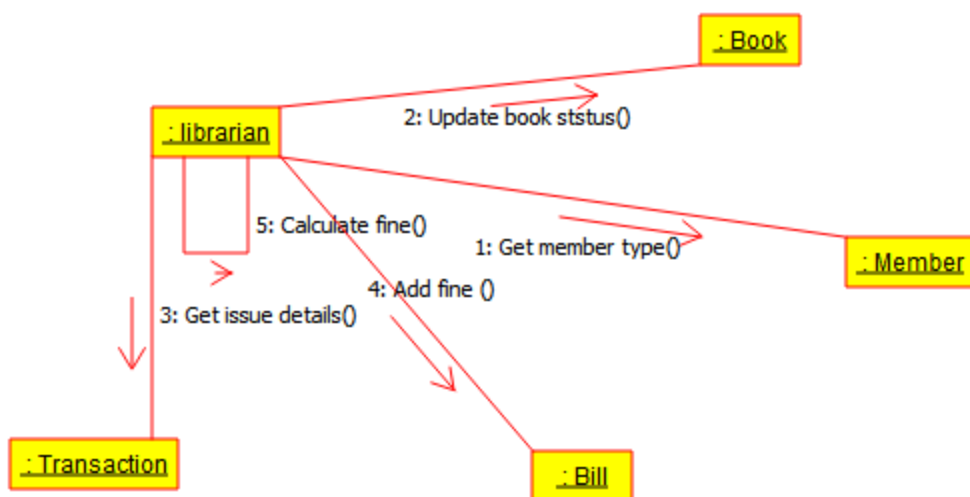 : Book
2: Update book ststus()
: librarian
5: Calculate fine()
1: Get member type()
: Member
4: Add fine ()
3: Get issue details()
: Transaction
: Bill